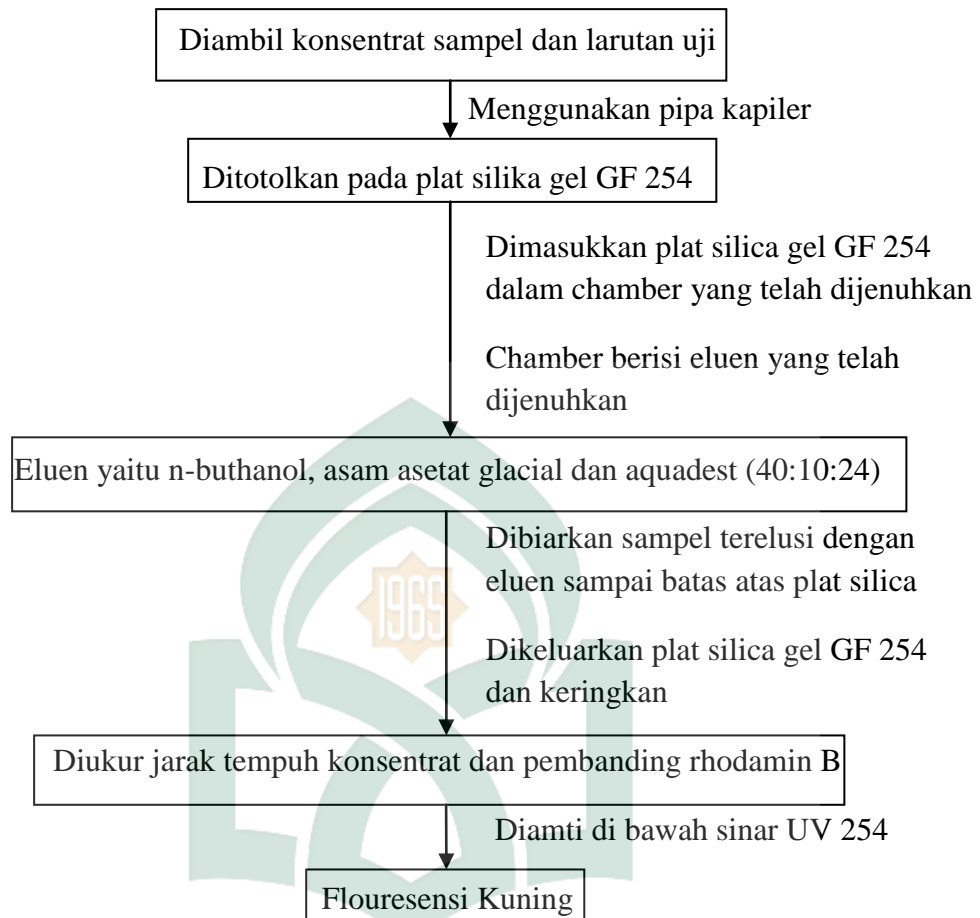 Diambil konsentrat sampel dan larutan uji
Menggunakan pipa kapiler
Ditotolkan pada plat silika gel GF 254
Dimasukkan plat silica gel GF 254
dalam chamber yang telah dijenuhkan
Chamber berisi eluen yang telah
dijenuhkan
Eluen yaitu n-buthanol, asam asetat glacial dan aquadest (40:10:24)
Dibiarkan sampel terelusi dengan
eluen sampai batas atas plat silica
1965
Dikeluarkan plat silica gel GF 254
dan keringkan
Diukur jarak tempuh konsentrat dan pembanding rhodamin B
Diamti di bawah sinar UV 254
Flouresensi Kuning